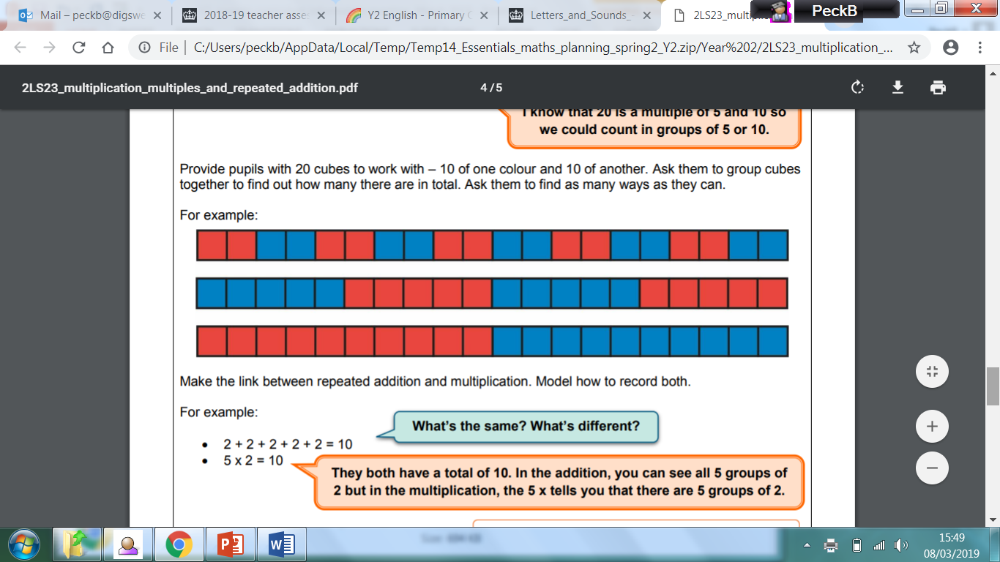 Mail – peckb@digswe
2018-19 teacher asses
Y2 English - Primary
Letters_and_Sounds_
2LS23_multipl
PeckB
File
C:/Users/peckb/AppData/Local/Temp/Temp14_Essentials_maths_planning_spring2_Y2.zip/Year%202/2LS23_multiplication_...
2LS23_multiplication_multiples_and_repeated_addition.pdf
4 / 5
I know that 20 is a multiple of 5 and 10 so
we could count in groups of 5 or 10.
Provide pupils with 20 cubes to work with – 10 of one colour and 10 of another. Ask them to group cubes
together to find out how many there are in total. Ask them to find as many ways as they can.
For example:
Make the link between repeated addition and multiplication. Model how to record both.
For example:
What's the same? What's different?
• 2 + 2 + 2 + 2 + 2 = 10
• 5 x 2 = 10
They both have a total of 10. In the addition, you can see all 5 groups of
2 but in the multiplication, the 5 x tells you that there are 5 groups of 2.
15:49
08/03/2019